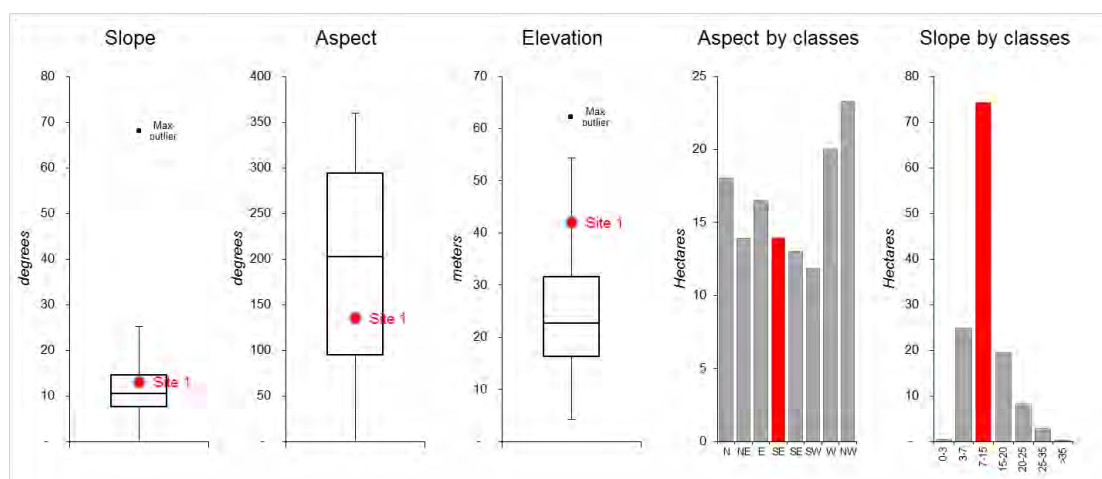 Slope
Aspect
Elevation
Aspect by classes
Slope by classes
degrees
80
70
60
50
40
30
20
10
-
Max
outlier
Site 1
degrees
400
350
300
250
200
150
100
50
-
Site 1
meters
70
60
50
40
30
20
10
-
Max
outlier
Site 1
Hectares
25
20
15
10
5
0
N NE E SE SE SW W NW
Hectares
80
70
60
50
40
30
20
10
-
0-3
3-7
7-15
15-20
20-25
25-35
>35